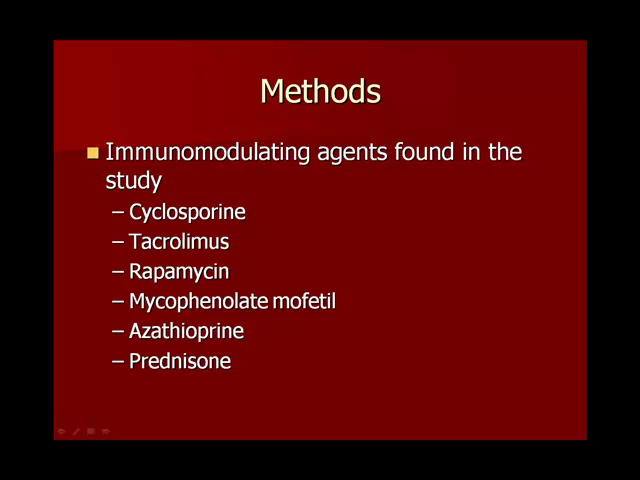 Methods
Immunomodulating agents found in the
study
– Cyclosporine
– Tacrolimus
– Rapamycin
– Mycophenolate mofetil
– Azathioprine
– Prednisone